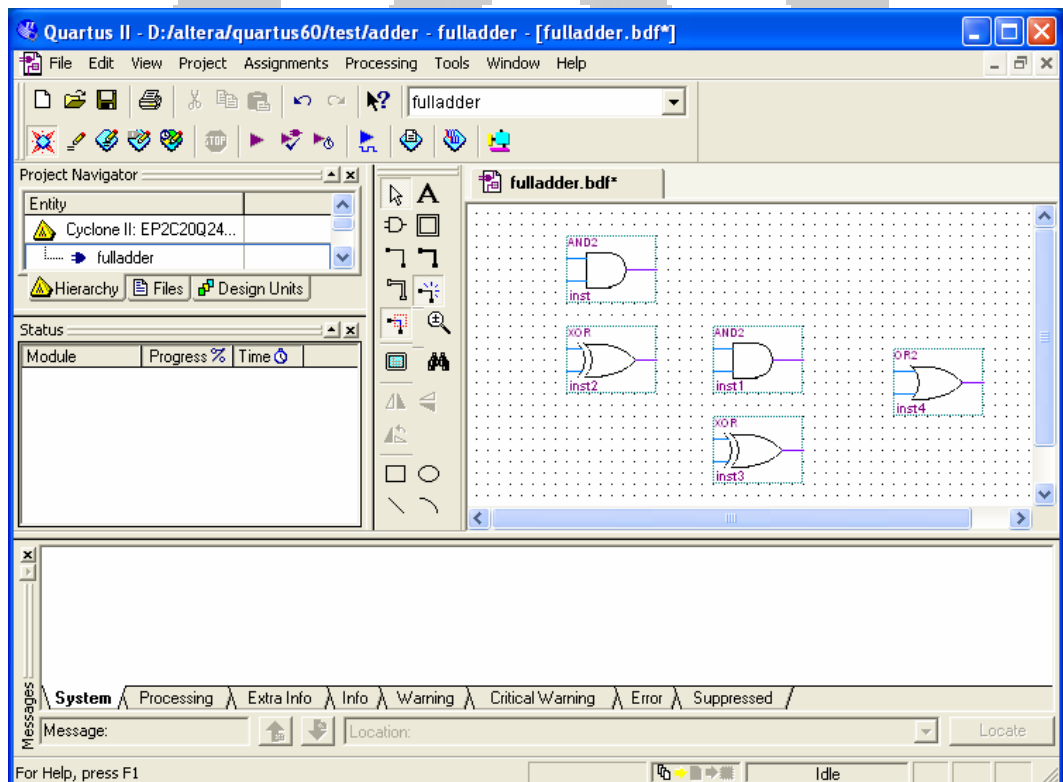 Quartus II - D:/altera/quartus60/test/adder - fulladder - [fulladder.bdf*]
File Edit View Project Assignments Processing Tools Window Help
fulladder
STOP
Project Navigator
Entity
Cyclone II: EP2C20Q24...
fulladder
Hierarchy Files Design Units
Status
Module Progress % Time
A
fulladder.bdf*
AND2
inst
XOR
inst2
AND2
inst1
OR2
inst4
XOR
inst3
Messages
System Processing Extra Info Info Warning Critical Warning Error Suppressed
Message:
Location:
Locate
For Help, press F1
Idle